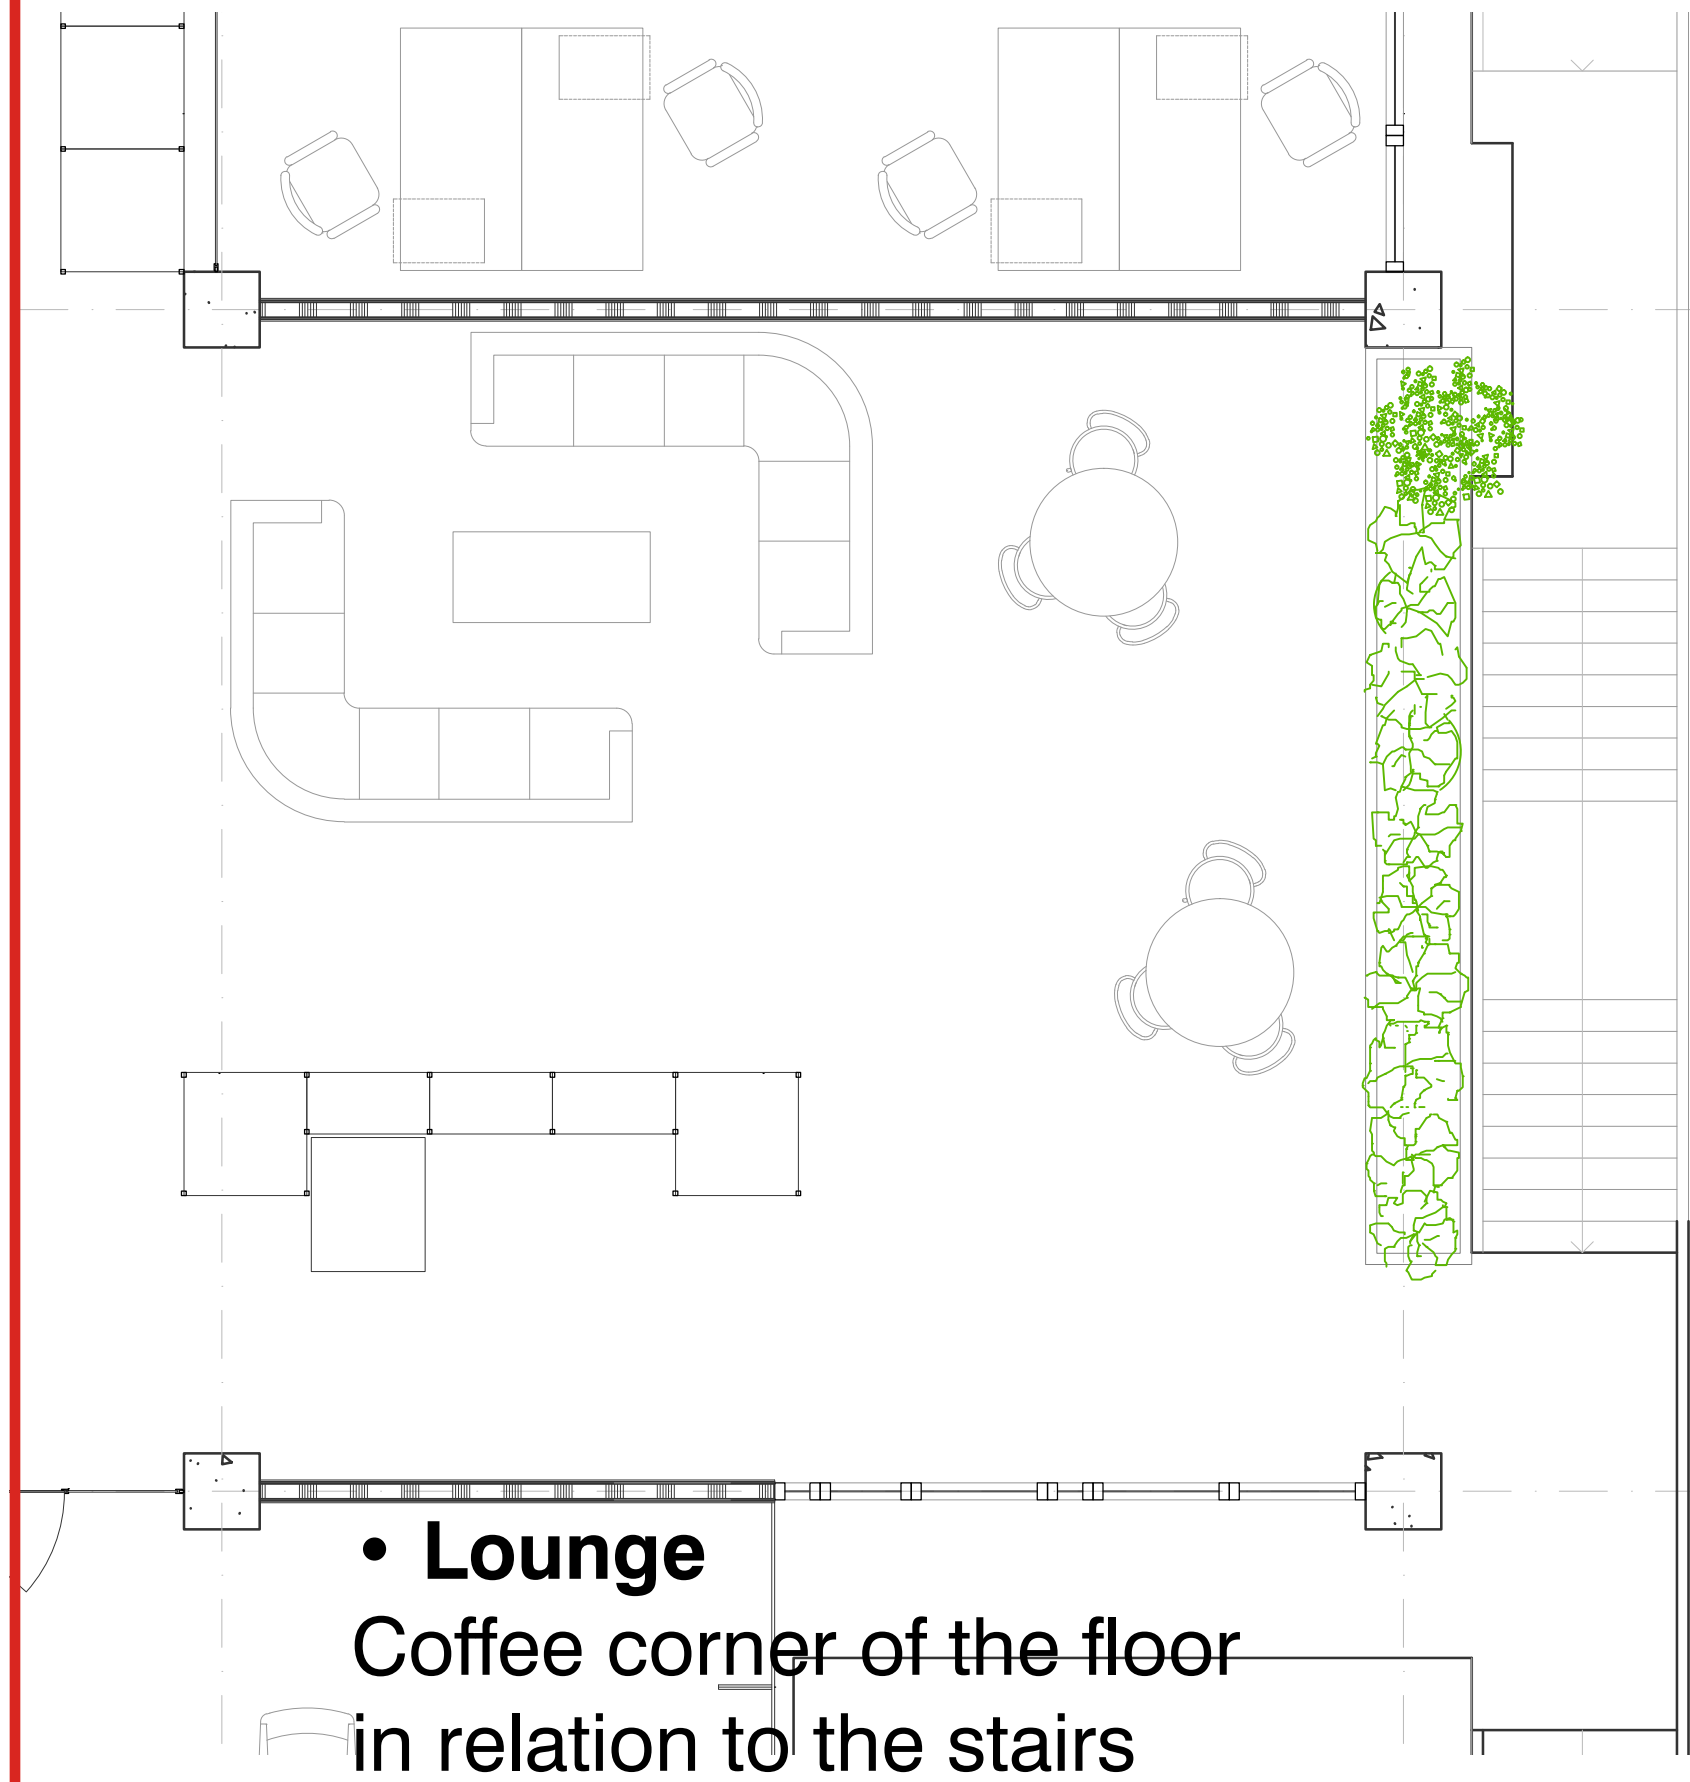 • Lounge
Coffee corner of the floor
in relation to the stairs